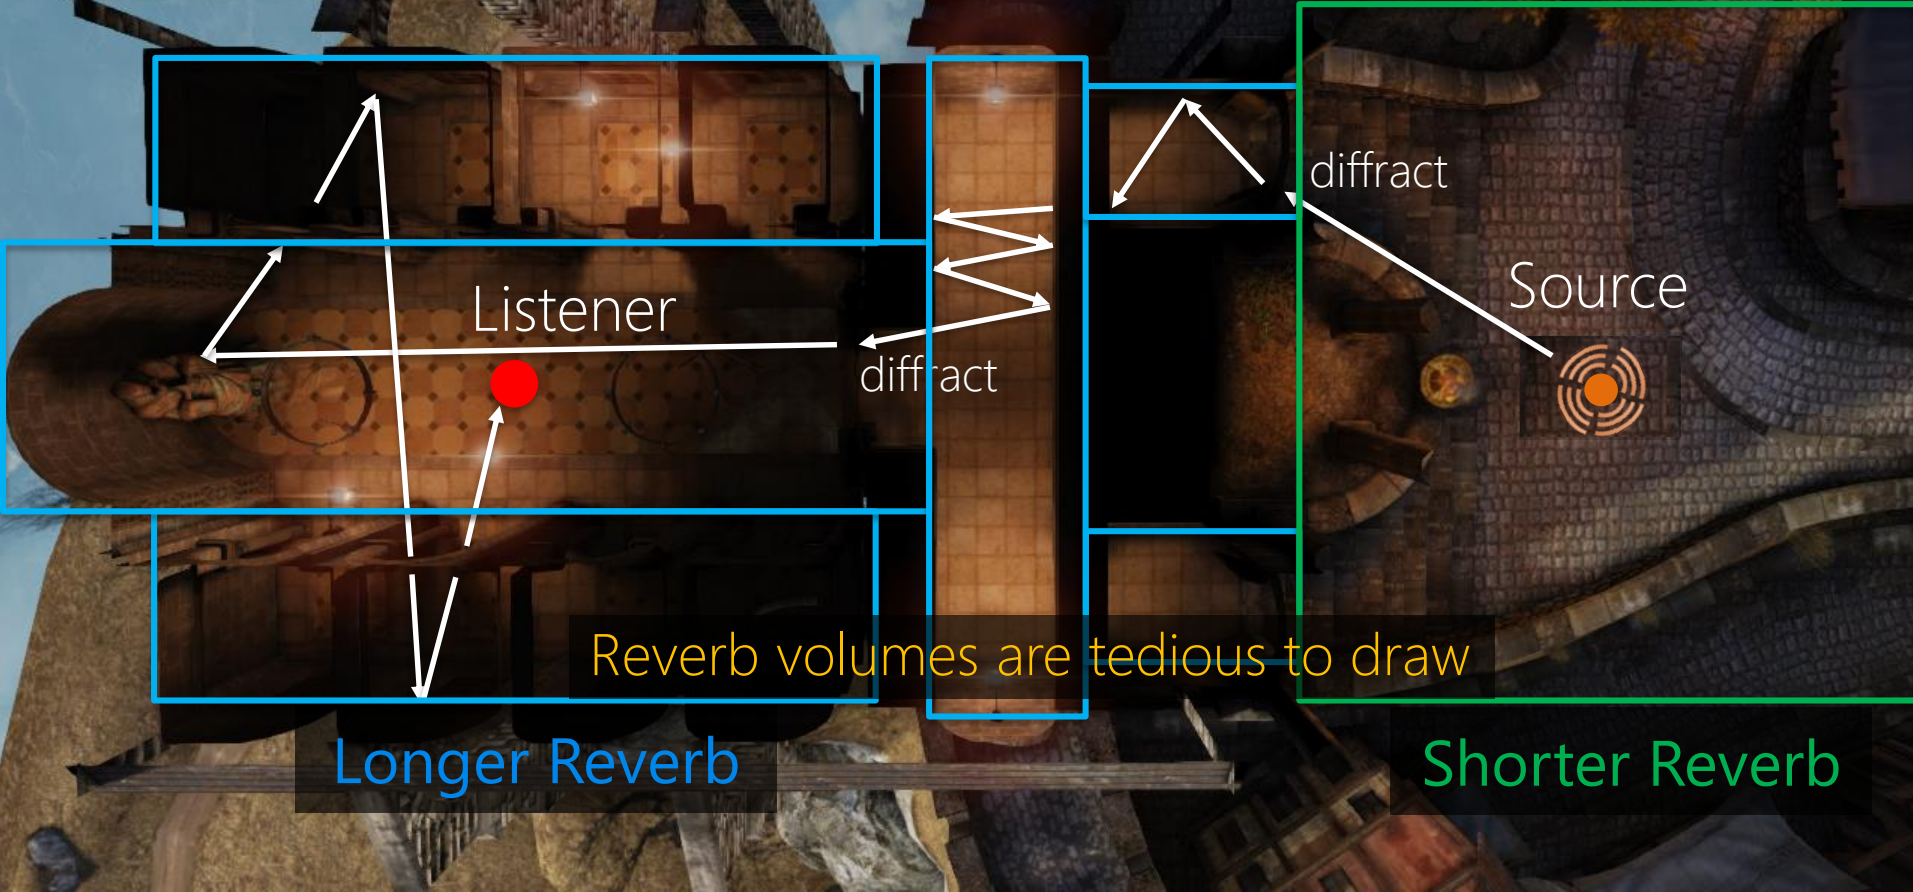 diffract
Source
Listener
diffract
Reverb volumes are tedious to draw
Longer Reverb
Shorter Reverb